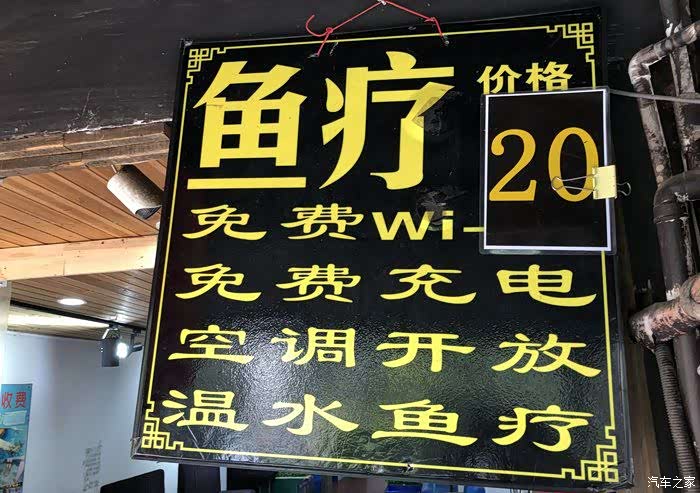 鱼疗 价格
20
免费Wi-
免费充电
空调开放
温水鱼疗
收费
汽车之家